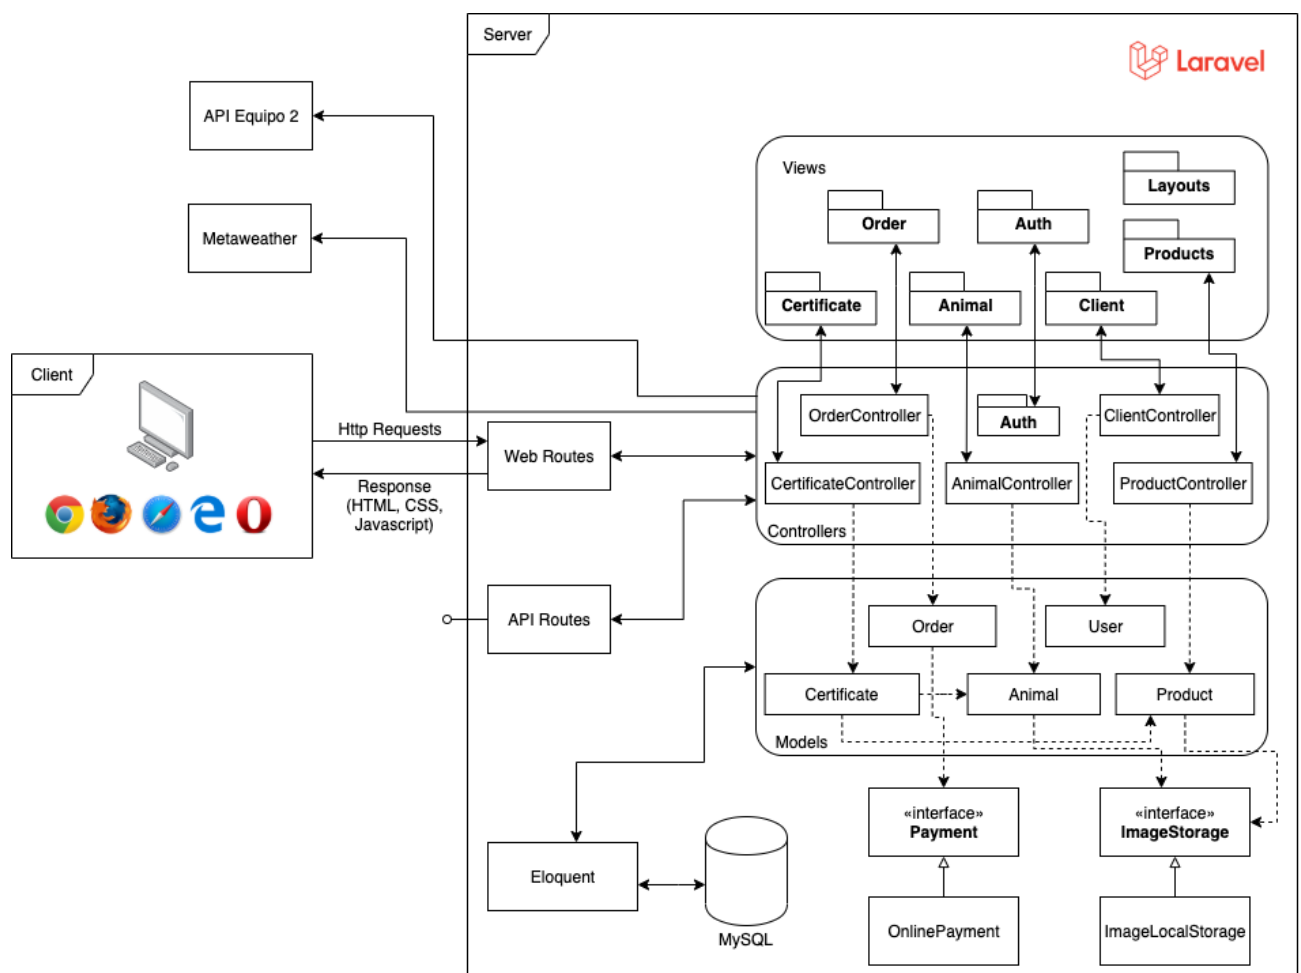 Server
Laravel
API Equipo 2
Metaweather
Views
Layouts
Order
Auth
Products
Certificate
Animal
Client
Client
Http Requests
Response
(HTML, CSS,
Javascript)
Web Routes
API Routes
OrderController
Auth
ClientController
CertificateController
AnimalController
ProductController
Controllers
Order
User
Certificate
Animal
Product
Models
«interface»
Payment
«interface»
ImageStorage
Eloquent
MySQL
OnlinePayment
ImageLocalStorage